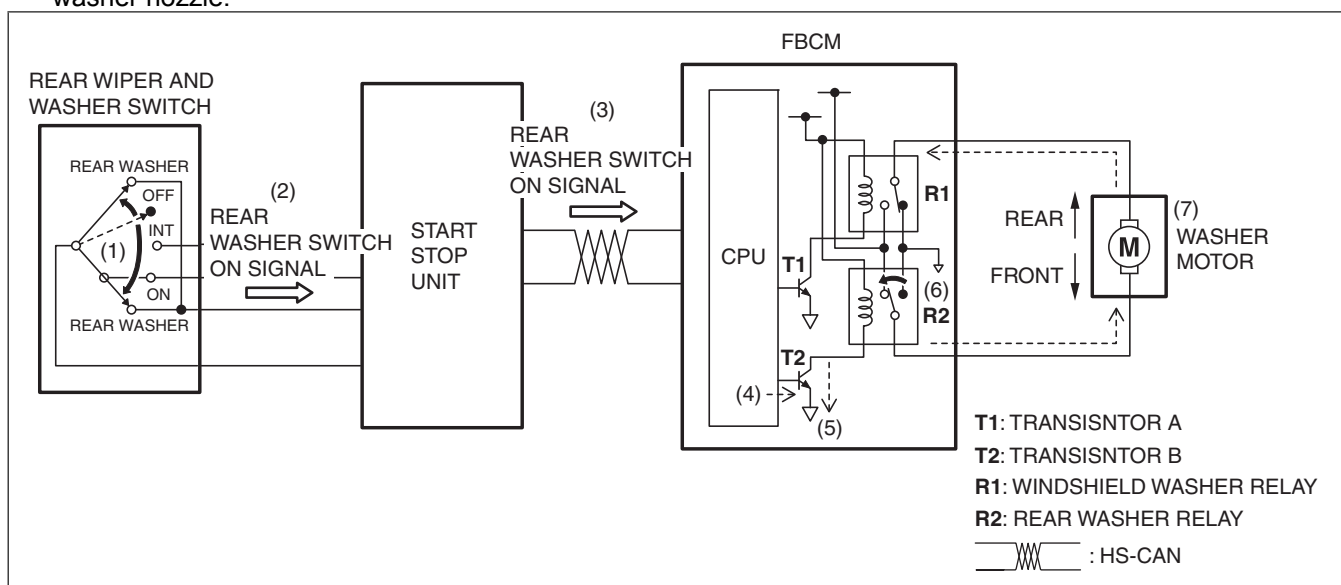 washer nozzle.
FBCM
REAR WIPER AND
WASHER SWITCH
REAR WASHER
OFF
INT
(1)
ON
REAR WASHER
(2)
REAR
WASHER SWITCH
ON SIGNAL
START
STOP
UNIT
(3)
REAR
WASHER SWITCH
ON SIGNAL
CPU
T1
T2
(4)
(5)
R1
(6)
R2
REAR
FRONT
M
(7)
WASHER
MOTOR
T1: TRANSISNTOR A
T2: TRANSISNTOR B
R1: WINDSHIELD WASHER RELAY
R2: REAR WASHER RELAY
: HS-CAN